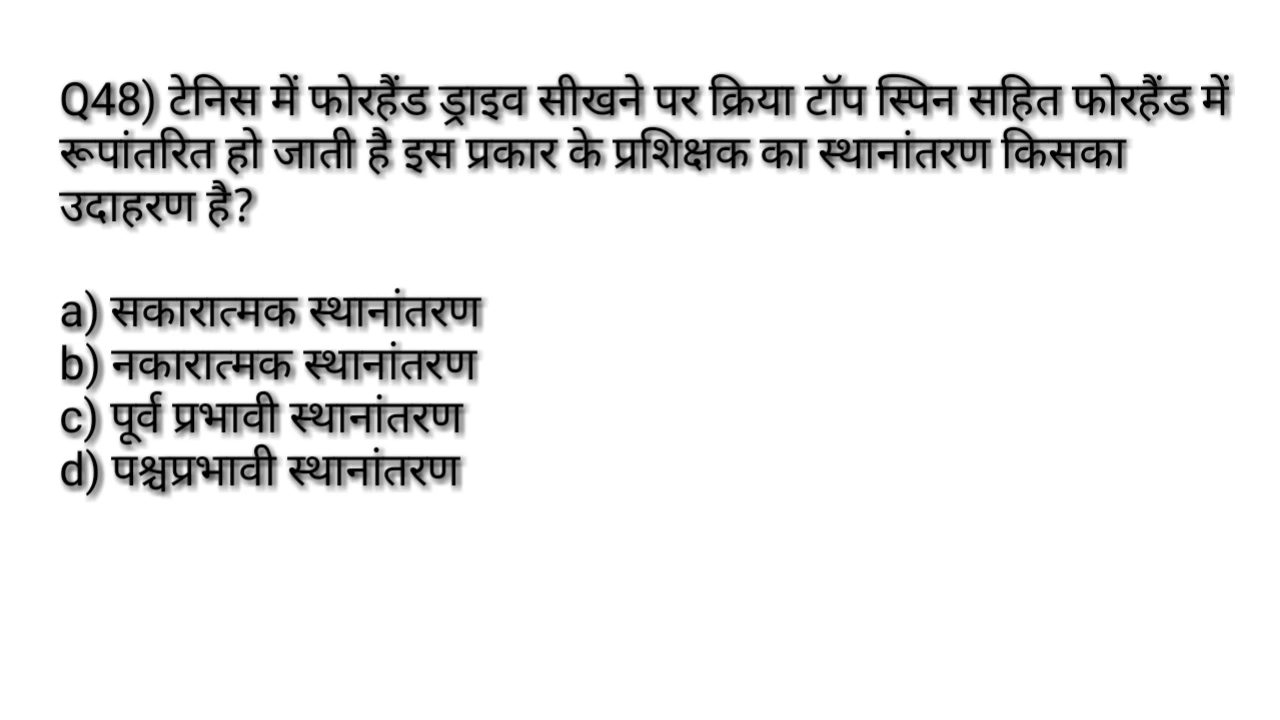 Q48) टेनिस में फोरहैंड ड्राइव सीखने पर क्रिया टॉप स्पिन सहित फोरहैंड में
रूपांतरित हो जाती है इस प्रकार के प्रशिक्षक का स्थानांतरण किसका
उदाहरण है?
a) सकारात्मक स्थानांतरण
b) नकारात्मक स्थानांतरण
c) पूर्व प्रभावी स्थानांतरण
d) पश्चप्रभावी स्थानांतरण